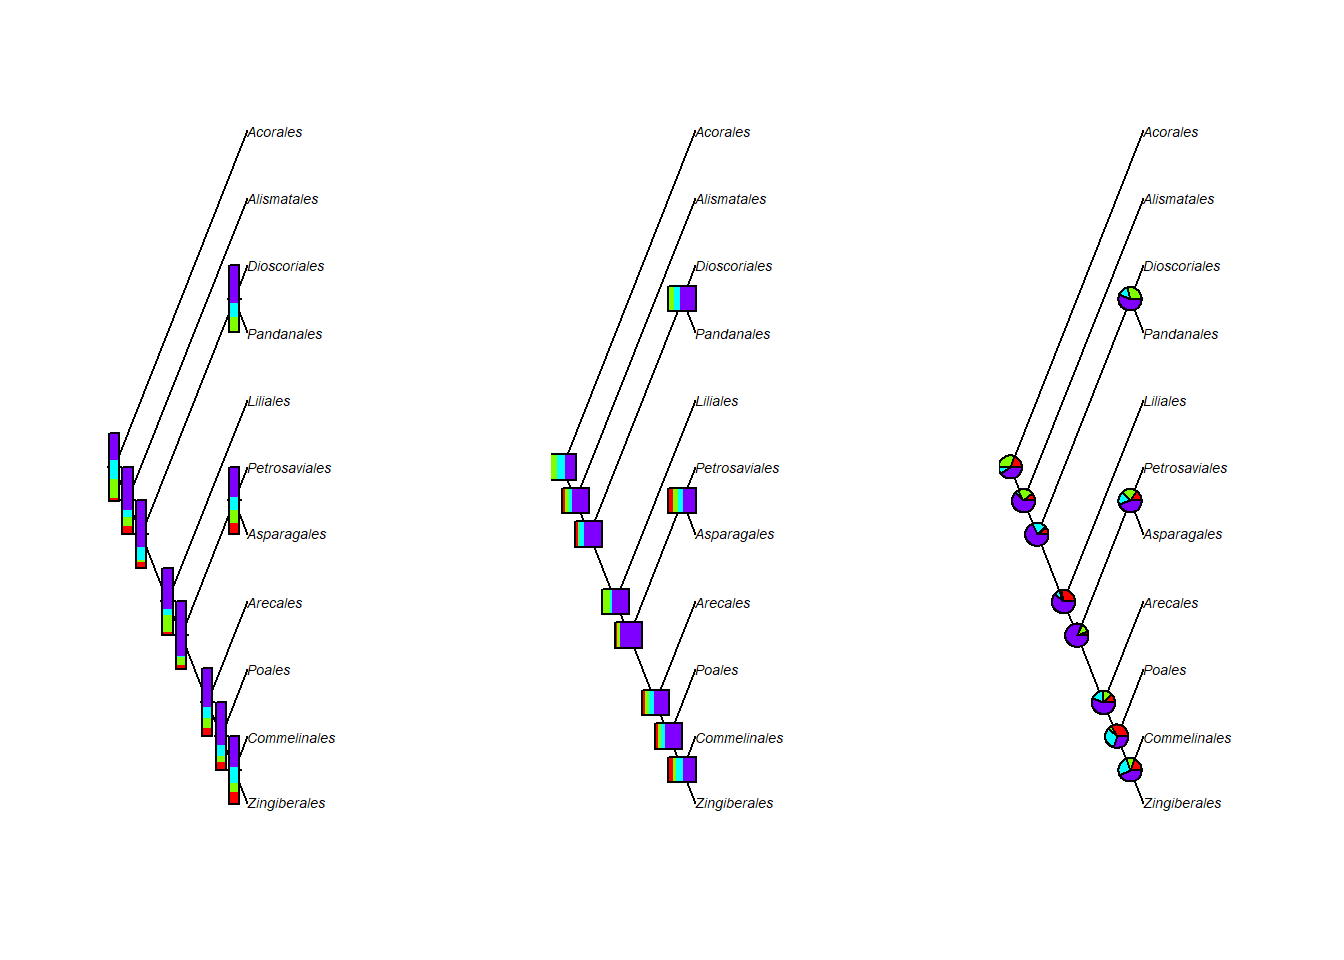 Acorales
Alismatales
Dioscoriales
Pandanales
Liliales
Petrosaviales
Asparagales
Arecales
Poales
Commelinales
Zingiberales
Acorales
Alismatales
Dioscoriales
Pandanales
Liliales
Petrosaviales
Asparagales
Arecales
Poales
Commelinales
Zingiberales
Acorales
Alismatales
Dioscoriales
Pandanales
Liliales
Petrosaviales
Asparagales
Arecales
Poales
Commelinales
Zingiberales